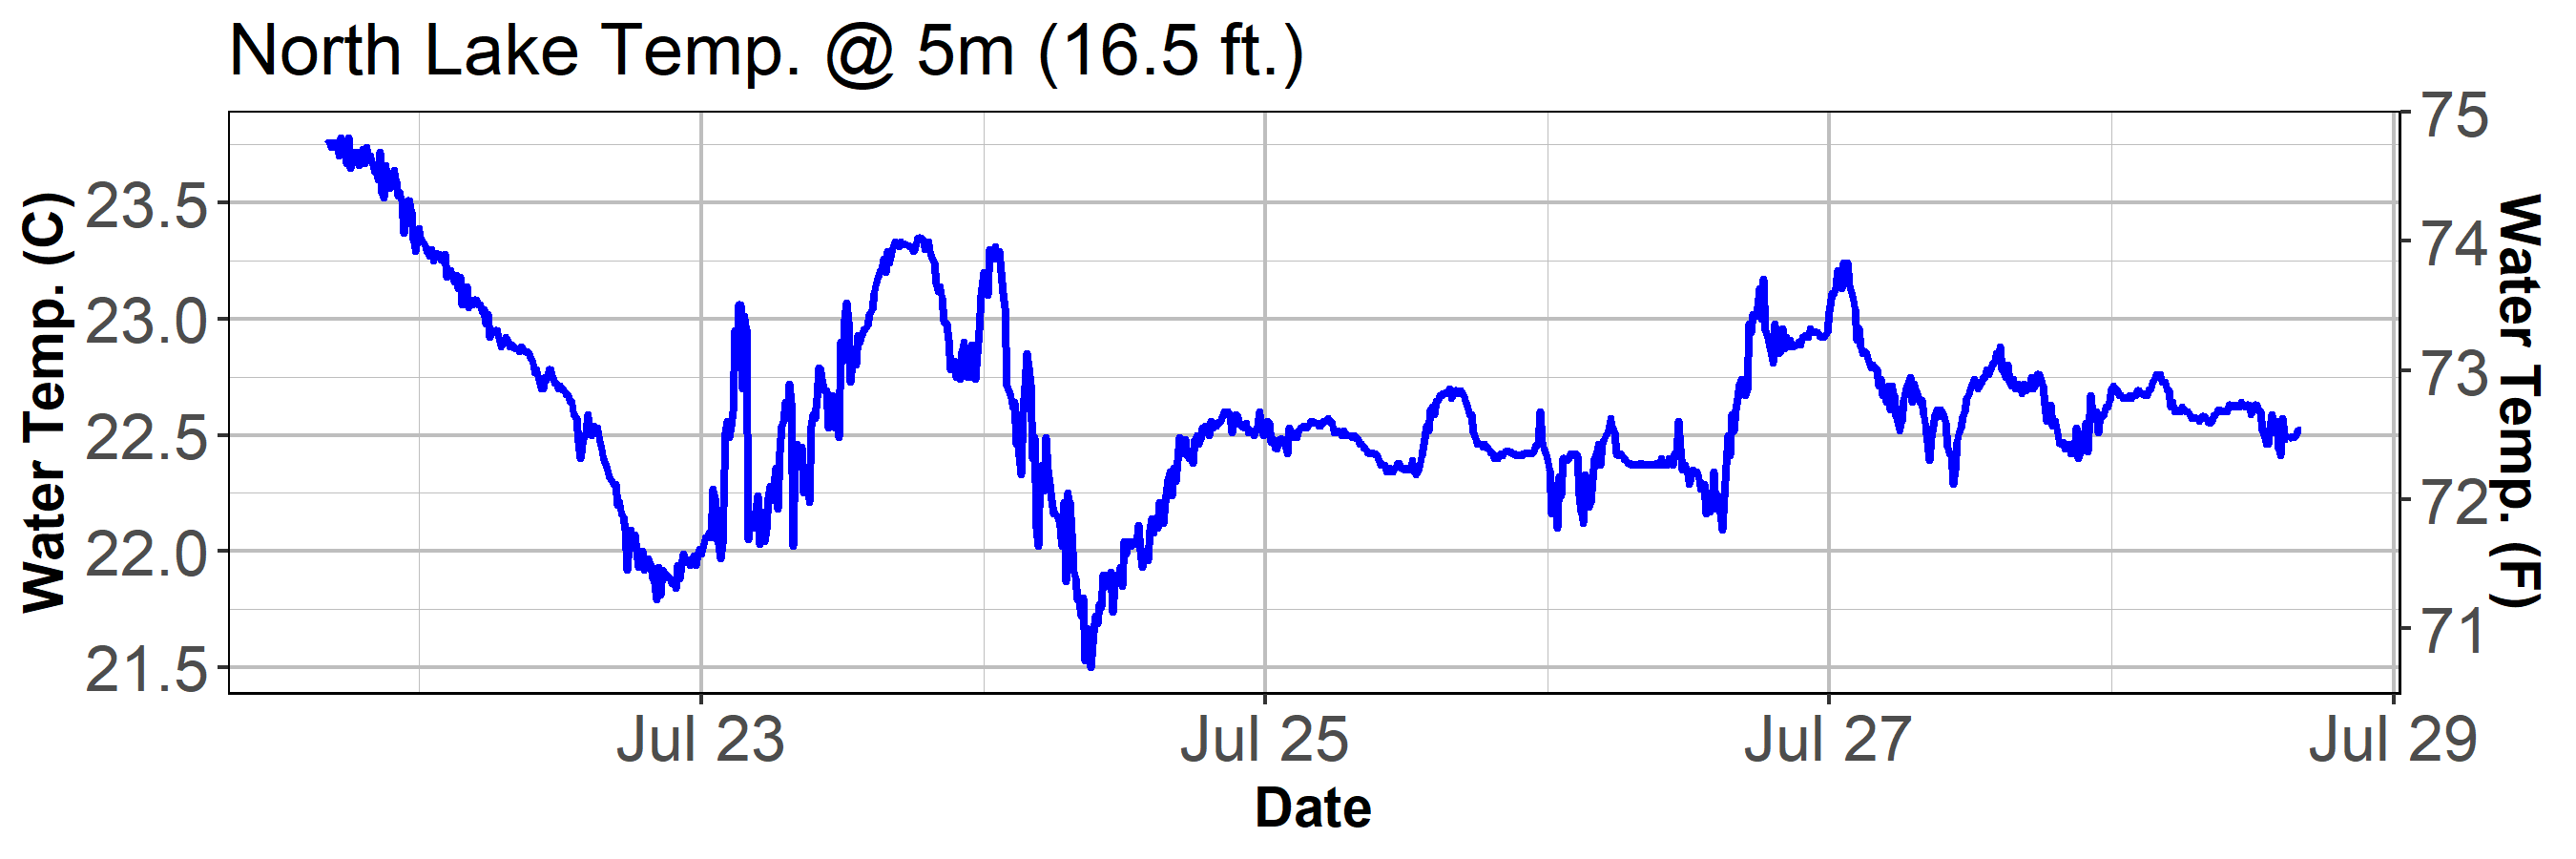 North Lake Temp. @ 5m (16.5 ft.)
Water Temp. (C)
23.5
23.0
22.5
22.0
21.5
75
74
73
72
71
Water Temp. (F)
Jul 23
Jul 25
Jul 27
Jul 29
Date